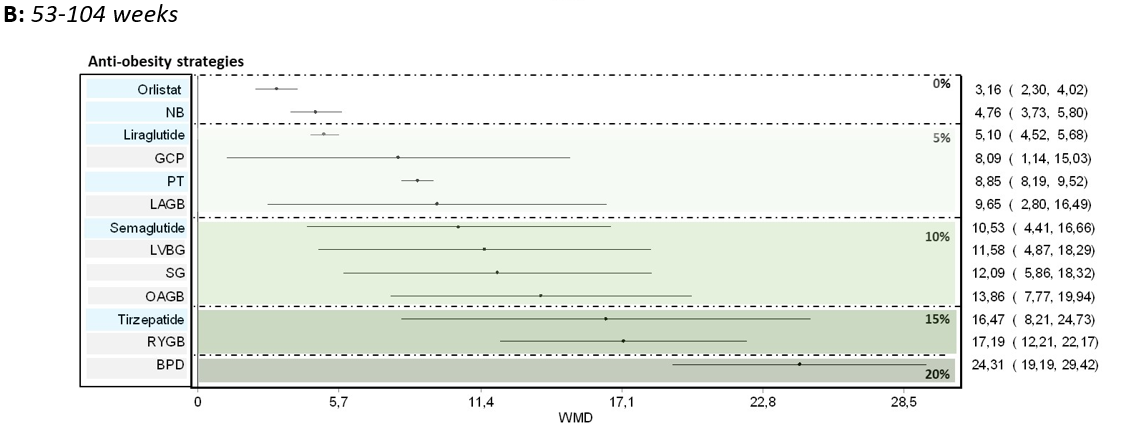 B: 53-104 weeks
Anti-obesity strategies
0%
Orlistat 3,16 ( 2,30, 4,02)
NB 4,76 ( 3,73, 5,80)
Liraglutide 5,10 ( 4,52, 5,68)
5%
GCP 8,09 ( 1,14, 15,03)
PT 8,85 ( 8,19, 9,52)
LAGB 9,65 ( 2,80, 16,49)
Semaglutide 10,53 ( 4,41, 16,66)
10%
LVBG 11,58 ( 4,87, 18,29)
SG 12,09 ( 5,86, 18,32)
OAGB 13,86 ( 7,77, 19,94)
Tirzepatide 15% 16,47 ( 8,21, 24,73)
RYGB 17,19 ( 12,21, 22,17)
BPD 24,31 ( 19,19, 29,42)
20%
0 5,7 11,4 17,1 22,8 28,5
WMD